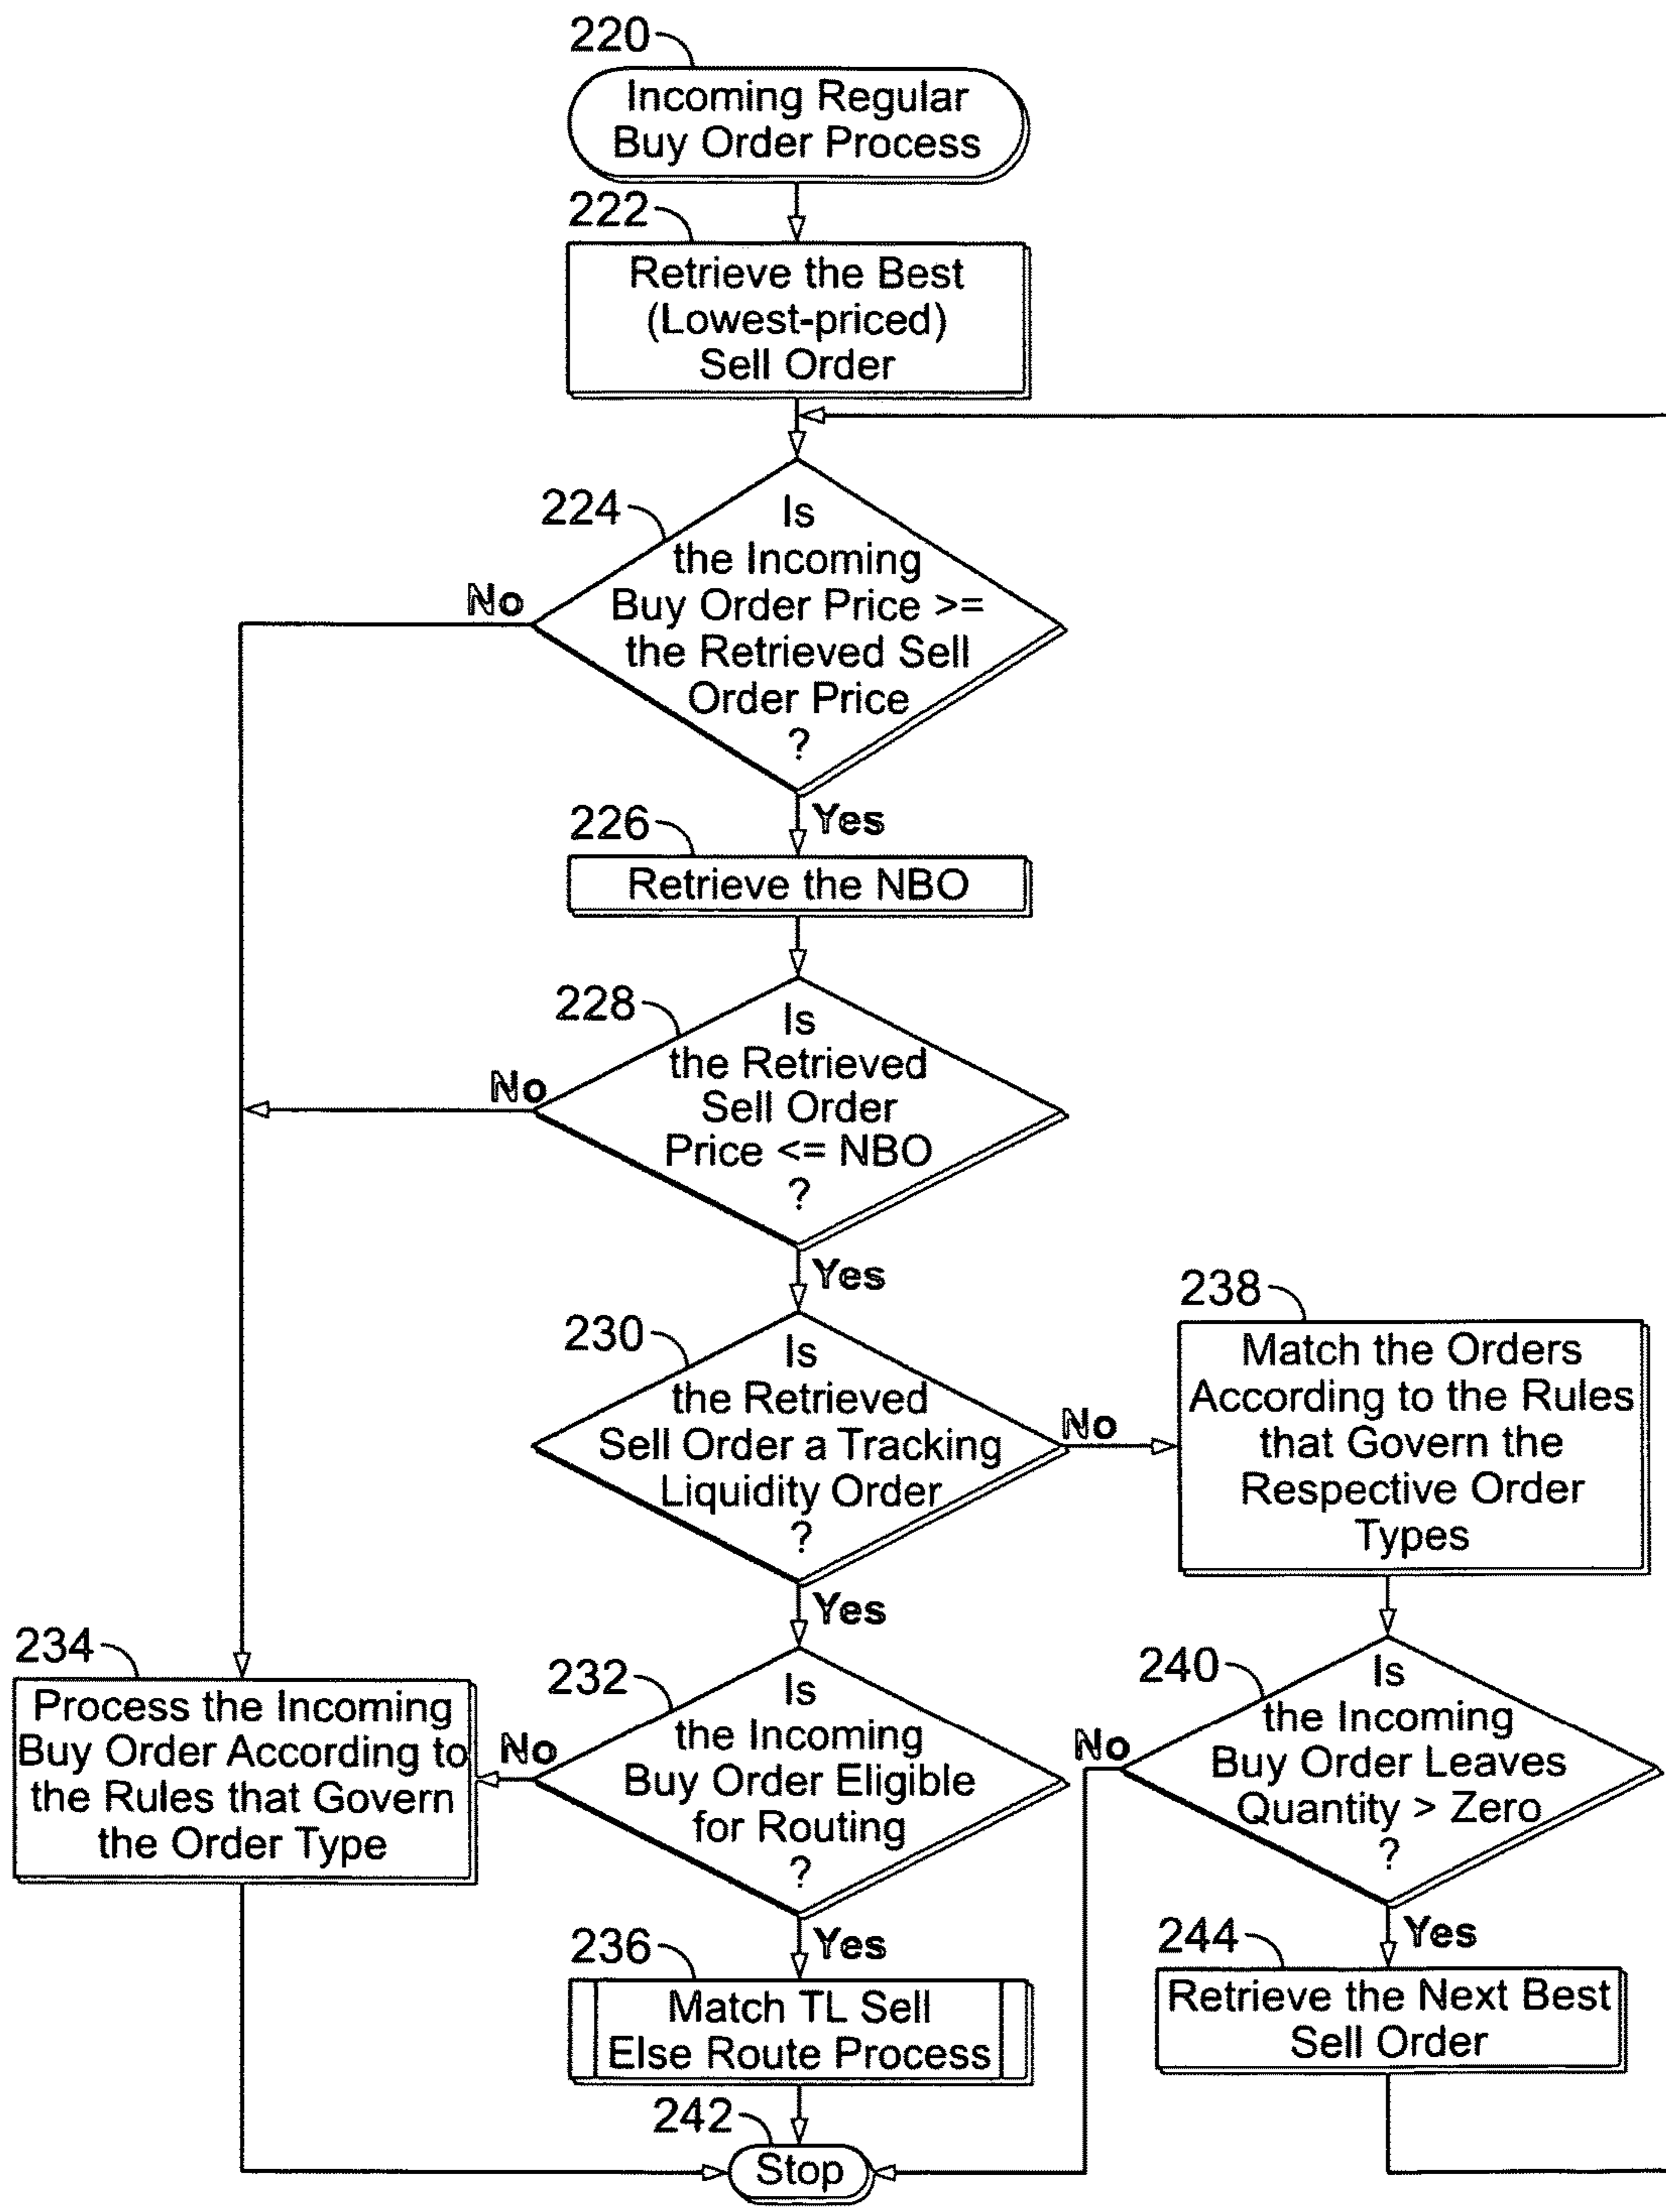 220
Incoming Regular
Buy Order Process
222
Retrieve the Best
(Lowest-priced)
Sell Order
224
Is
the Incoming
Buy Order Price >=
the Retrieved Sell
Order Price
?
No
Yes
226
Retrieve the NBO
228
Is
the Retrieved
Sell Order
Price <= NBO
?
No
Yes
230
Is
the Retrieved
Sell Order a Tracking
Liquidity Order
?
No
Yes
238
Match the Orders
According to the Rules
that Govern the
Respective Order
Types
234
Process the Incoming
Buy Order According to
the Rules that Govern
the Order Type
232
Is
the Incoming
Buy Order Eligible
for Routing
?
No
Yes
240
Is
the Incoming
Buy Order Leaves
Quantity > Zero
?
No
Yes
236
Match TL Sell
Else Route Process
244
Retrieve the Next Best
Sell Order
242
Stop